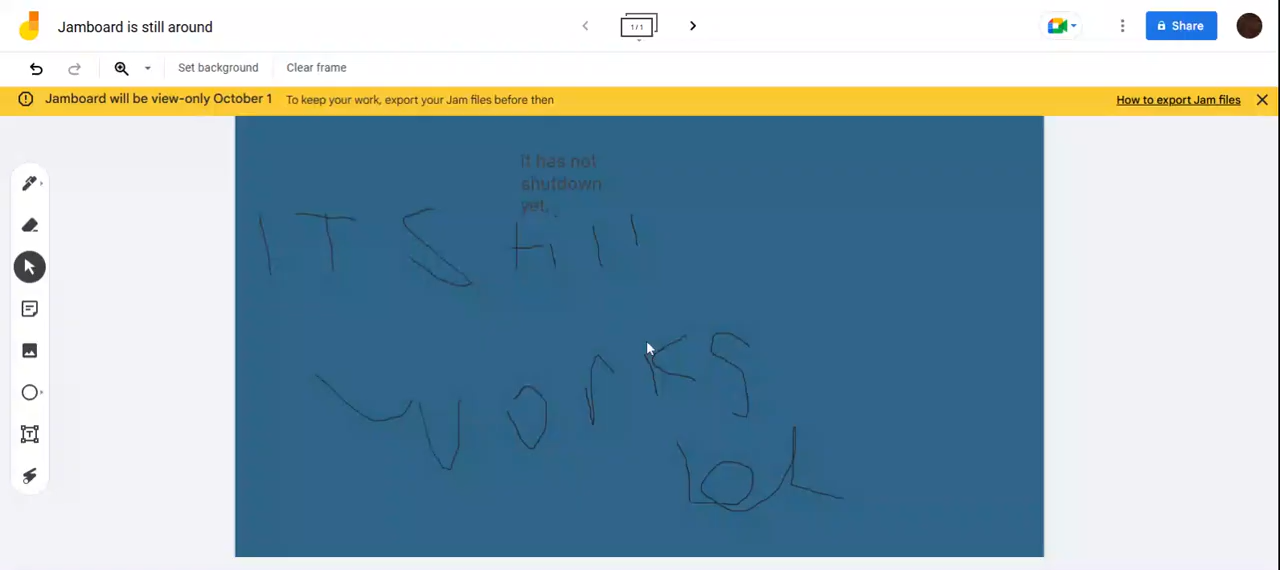 Jamboard is still around
1/1
Share
Set background
Clear frame
Jamboard will be view-only October 1
To keep your work, export your Jam files before then
How to export Jam files
It has not
shutdown
yet.
IT Still
works
lol
T